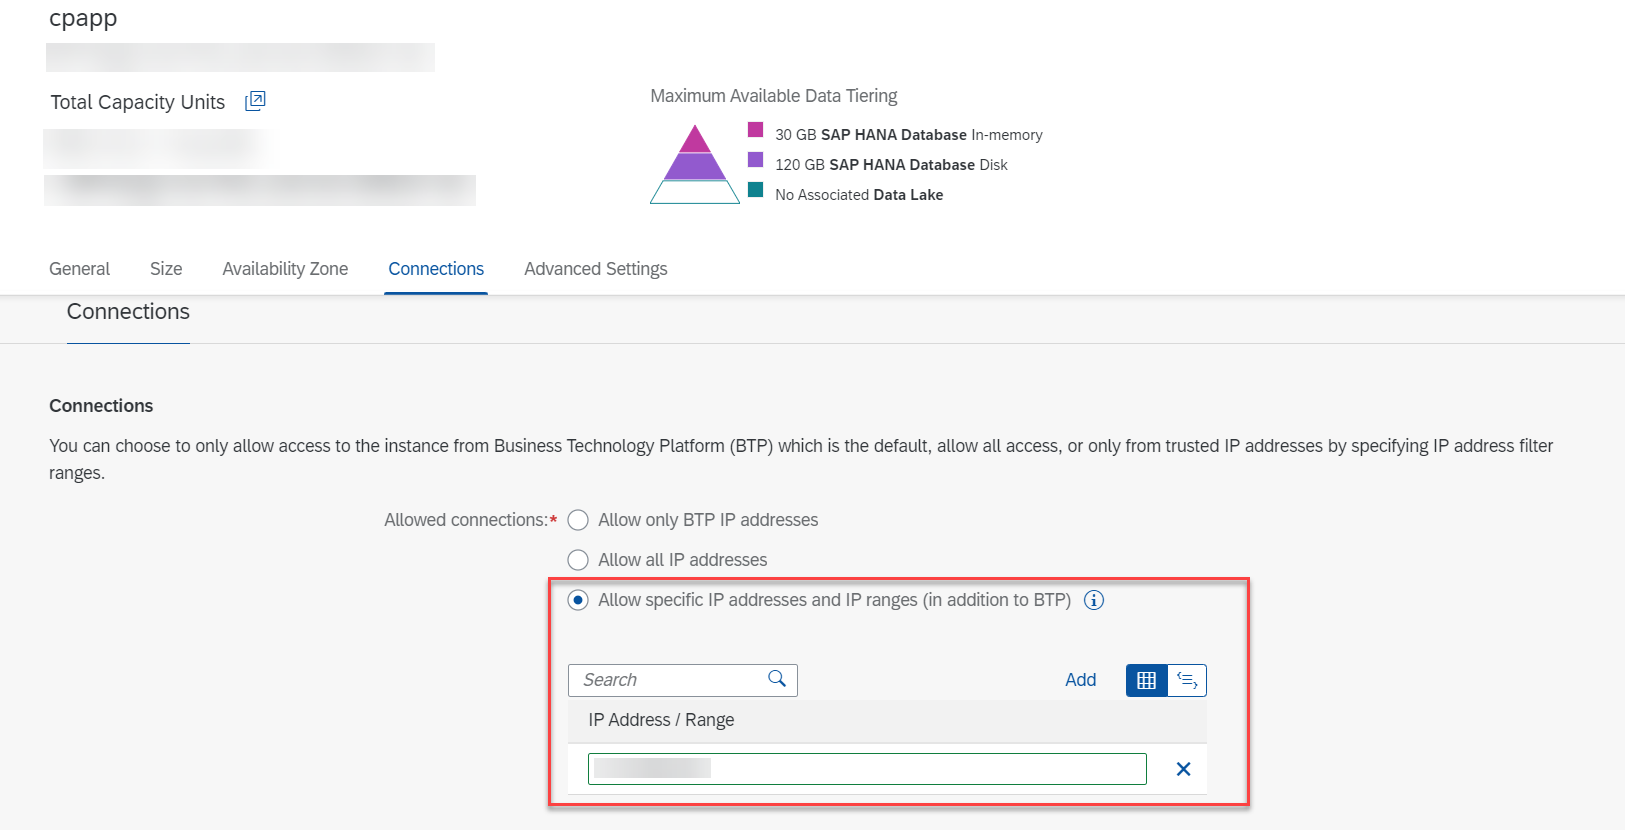 cpapp
Total Capacity Units
Maximum Available Data Tiering
30 GB SAP HANA Database In-memory
120 GB SAP HANA Database Disk
No Associated Data Lake
General Size Availability Zone Connections Advanced Settings
Connections
Connections
You can choose to only allow access to the instance from Business Technology Platform (BTP) which is the default, allow all access, or only from trusted IP addresses by specifying IP address filter
ranges.
Allowed connections:* Allow only BTP IP addresses
Allow all IP addresses
Allow specific IP addresses and IP ranges (in addition to BTP)
Search Add
IP Address / Range